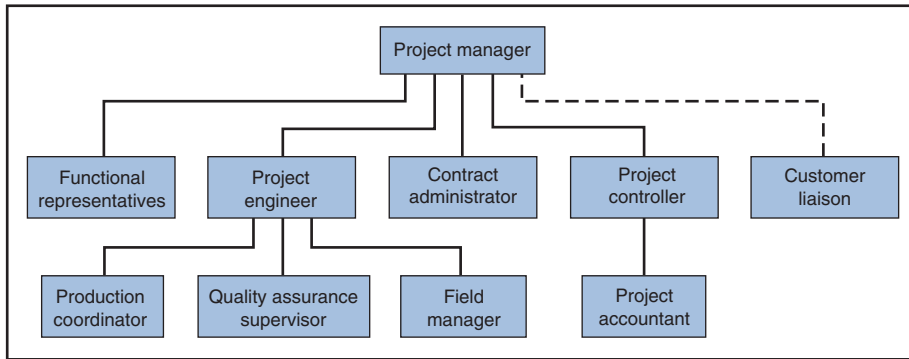 Project manager
Functional
representatives
Project
engineer
Contract
administrator
Project
controller
Customer
liaison
Production
coordinator
Quality assurance
supervisor
Field
manager
Project
accountant